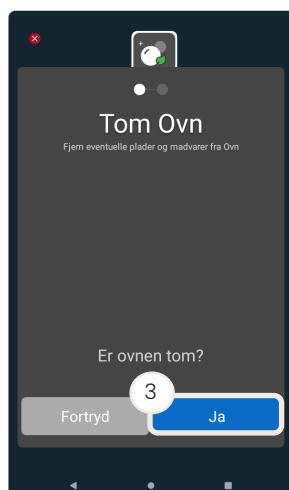 Tom Ovn
Fjern eventuelle plader og madvarer fra Ovn
Er ovnen tom?
3
Fortryd
Ja